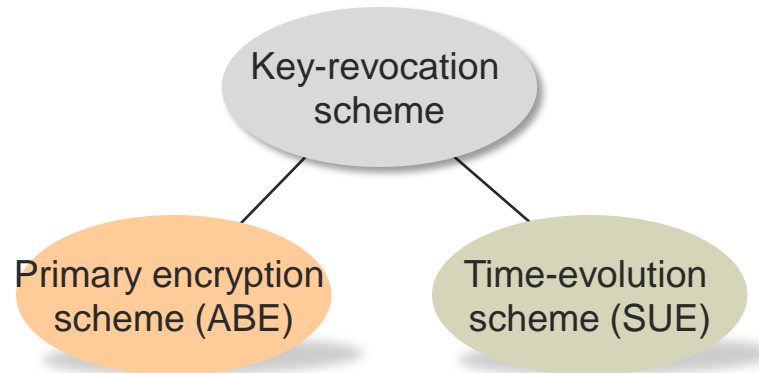 Key-revocation
scheme
Primary encryption
scheme (ABE)
Time-evolution
scheme (SUE)